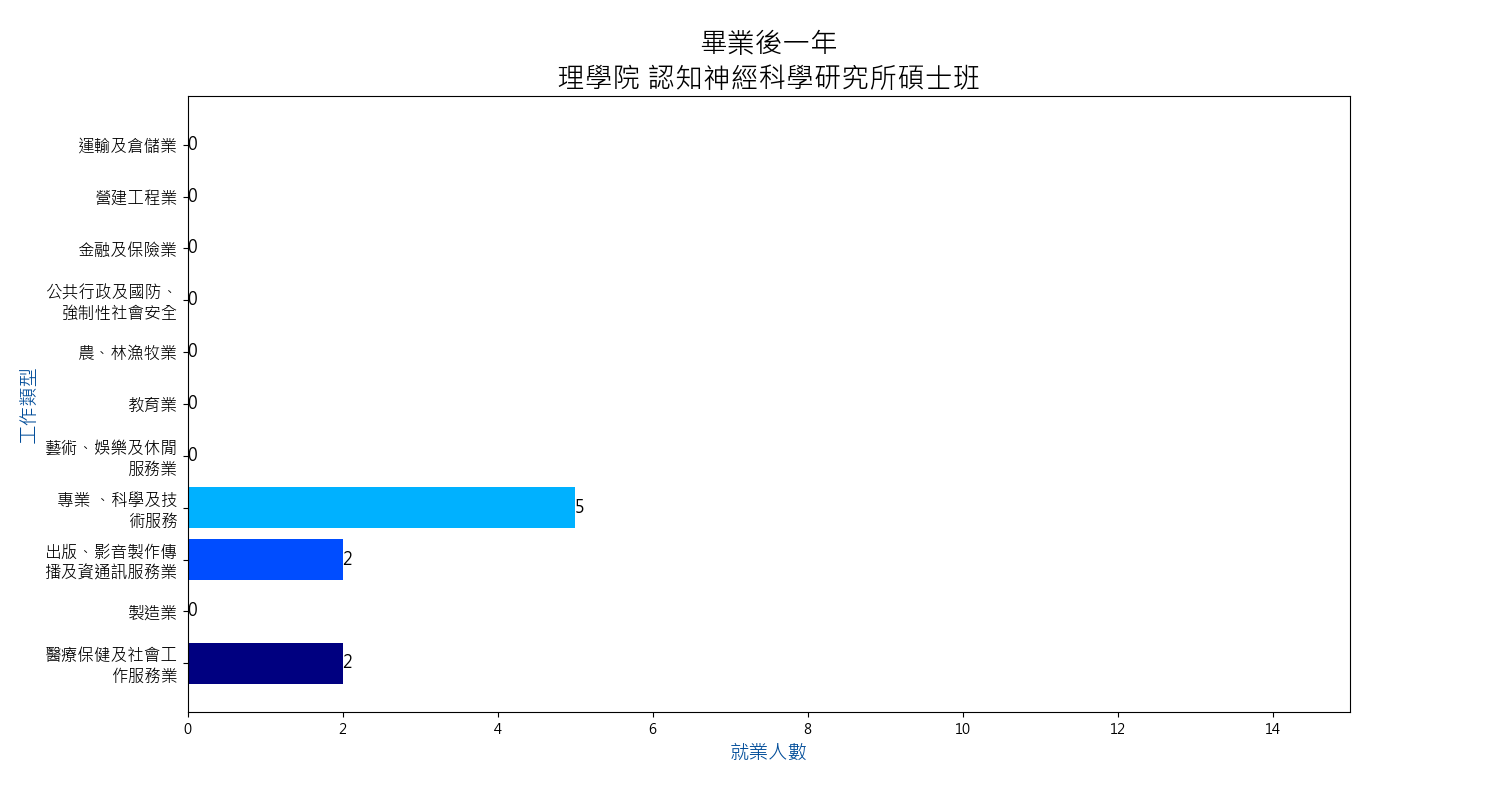 畢業後一年
理學院 認知神經科學研究所碩士班
運輸及倉儲業
0
營建工程業
0
金融及保險業
0
公共行政及國防、
強制性社會安全
0
農、林漁牧業
0
教育業
0
藝術、娛樂及休閒
服務業
0
專業 、科學及技
術服務
5
出版、影音製作傳
播及資通訊服務業
2
製造業
0
醫療保健及社會工
作服務業
2
工作類型
0 2 4 6 8 10 12 14
就業人數